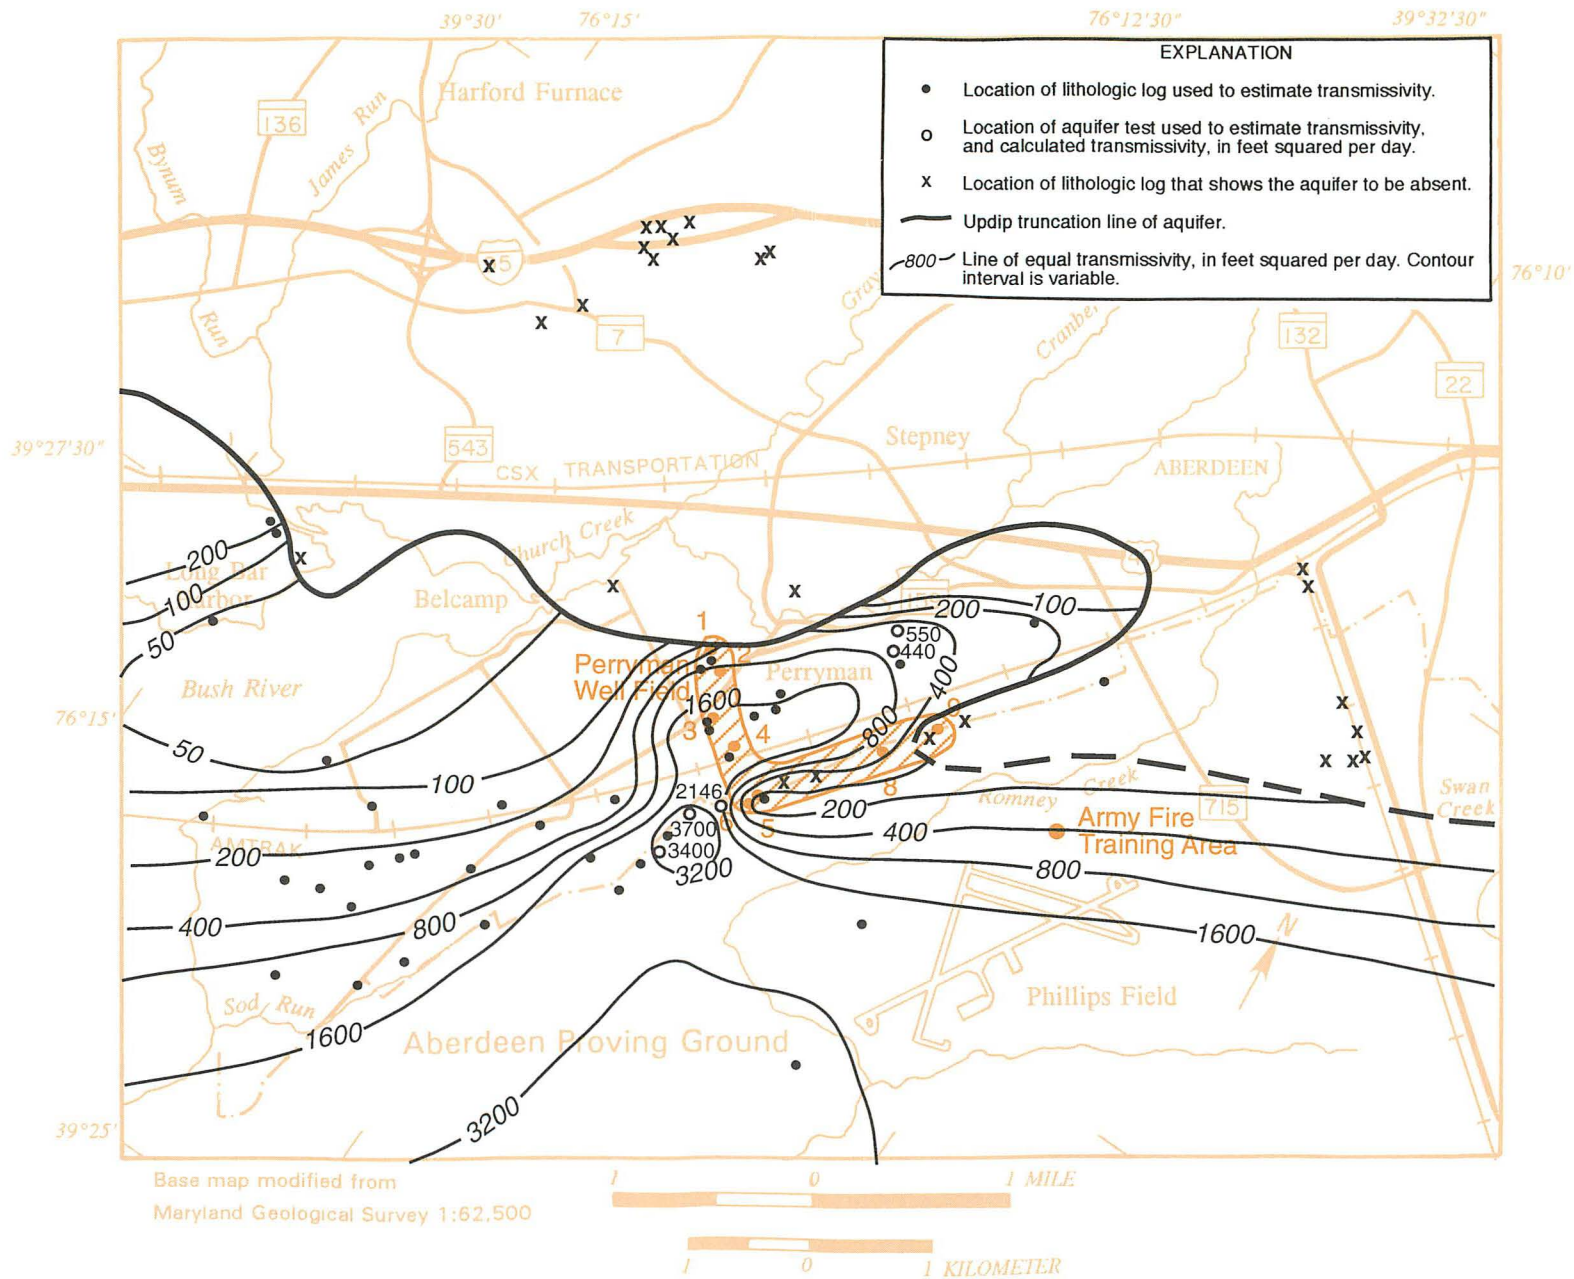 39°30' 76°15' 76°12'30" 39°32'30"
EXPLANATION
Location of lithologic log used to estimate transmissivity.
Location of aquifer test used to estimate transmissivity,
and calculated transmissivity, in feet squared per day.
x Location of lithologic log that shows the aquifer to be absent.
Updip truncation line of aquifer.
800 Line of equal transmissivity, in feet squared per day. Contour
interval is variable.
Harford Furnace
136
James Run
Bynum
Run
7
543
132
22
76°10'
39°27'30"
Stepney
CSX TRANSPORTATION
ABERDEEN
Church Creek
200
Long Bar
Harbor
100
50
Belcamp
200
100
1
550
440
2
Perryman
Well Field
Perryman
400
Bush River
1600
9
76°15'
3
4
800
50
100
2146
8
Romney Creek
Swan
Creek
715
200
6
5
3700
400
Army Fire
Training Area
AMTRAK
200
3400
3200
800
400
800
1600
N
Sod Run
Phillips Field
1600
Aberdeen Proving Ground
3200
39°25'
Base map modified from
Maryland Geological Survey 1:62,500
1 0 1 MILE
1 0 1 KILOMETER